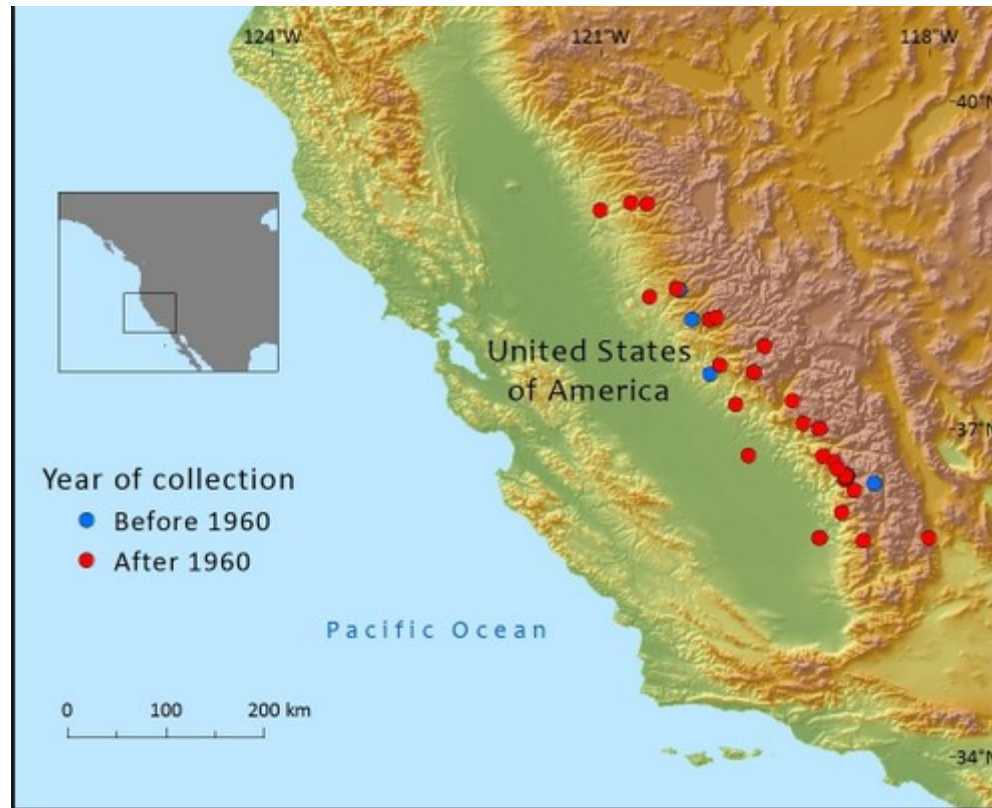 124°W
121°W
118°W
40°N
United States
of America
37°N
Year of collection
Before 1960
After 1960
Pacific Ocean
0 100 200 km
34°N